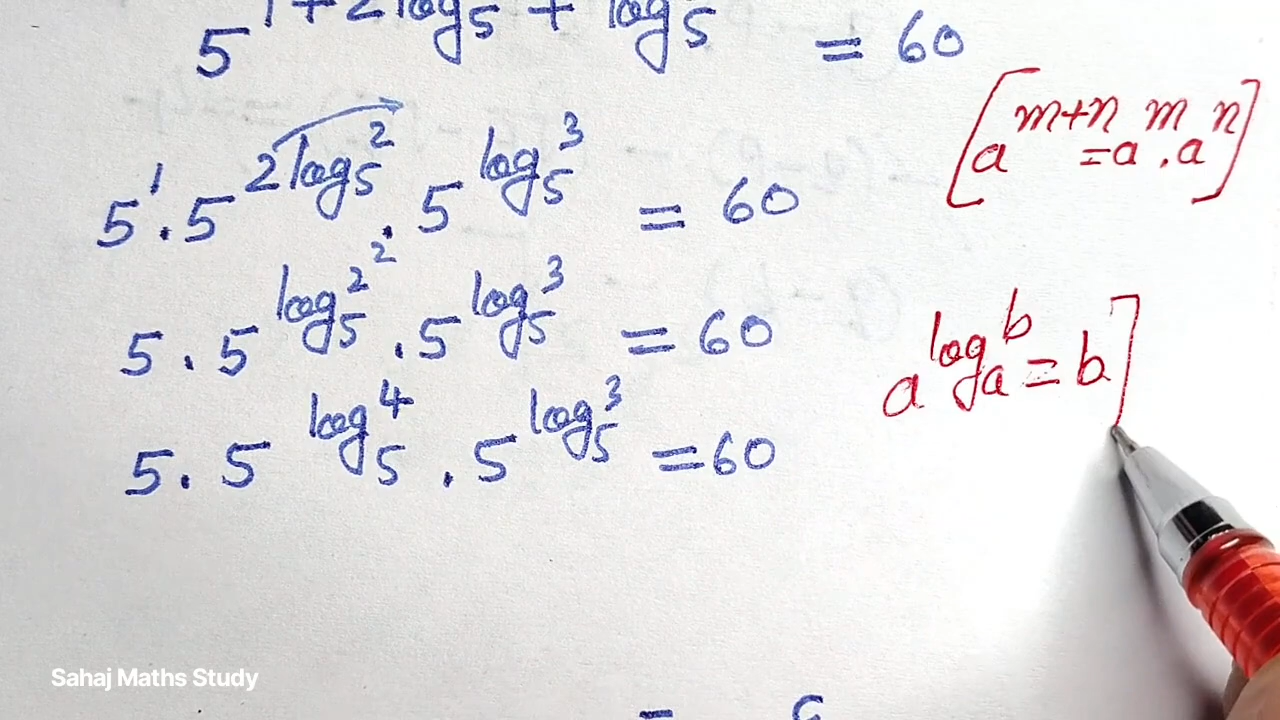 5^{1+2log_5 + log_5} = 60
5^1 . 5^{2log_5^2} . 5^{log_5^3} = 60
[a^{m+n} = a^m . a^n]
5 . 5^{log_5^{2^2}} . 5^{log_5^3} = 60
a^{log_a^b} = b]
5 . 5^{log_5^4} . 5^{log_5^3} = 60
Sahaj Maths Study
=